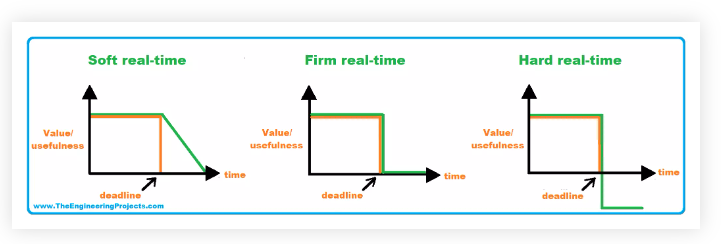 Soft real-time
Value/
usefulness
time
deadline
Firm real-time
Value/
usefulness
time
deadline
Hard real-time
Value/
usefulness
time
deadline
www.TheEngineeringProjects.com